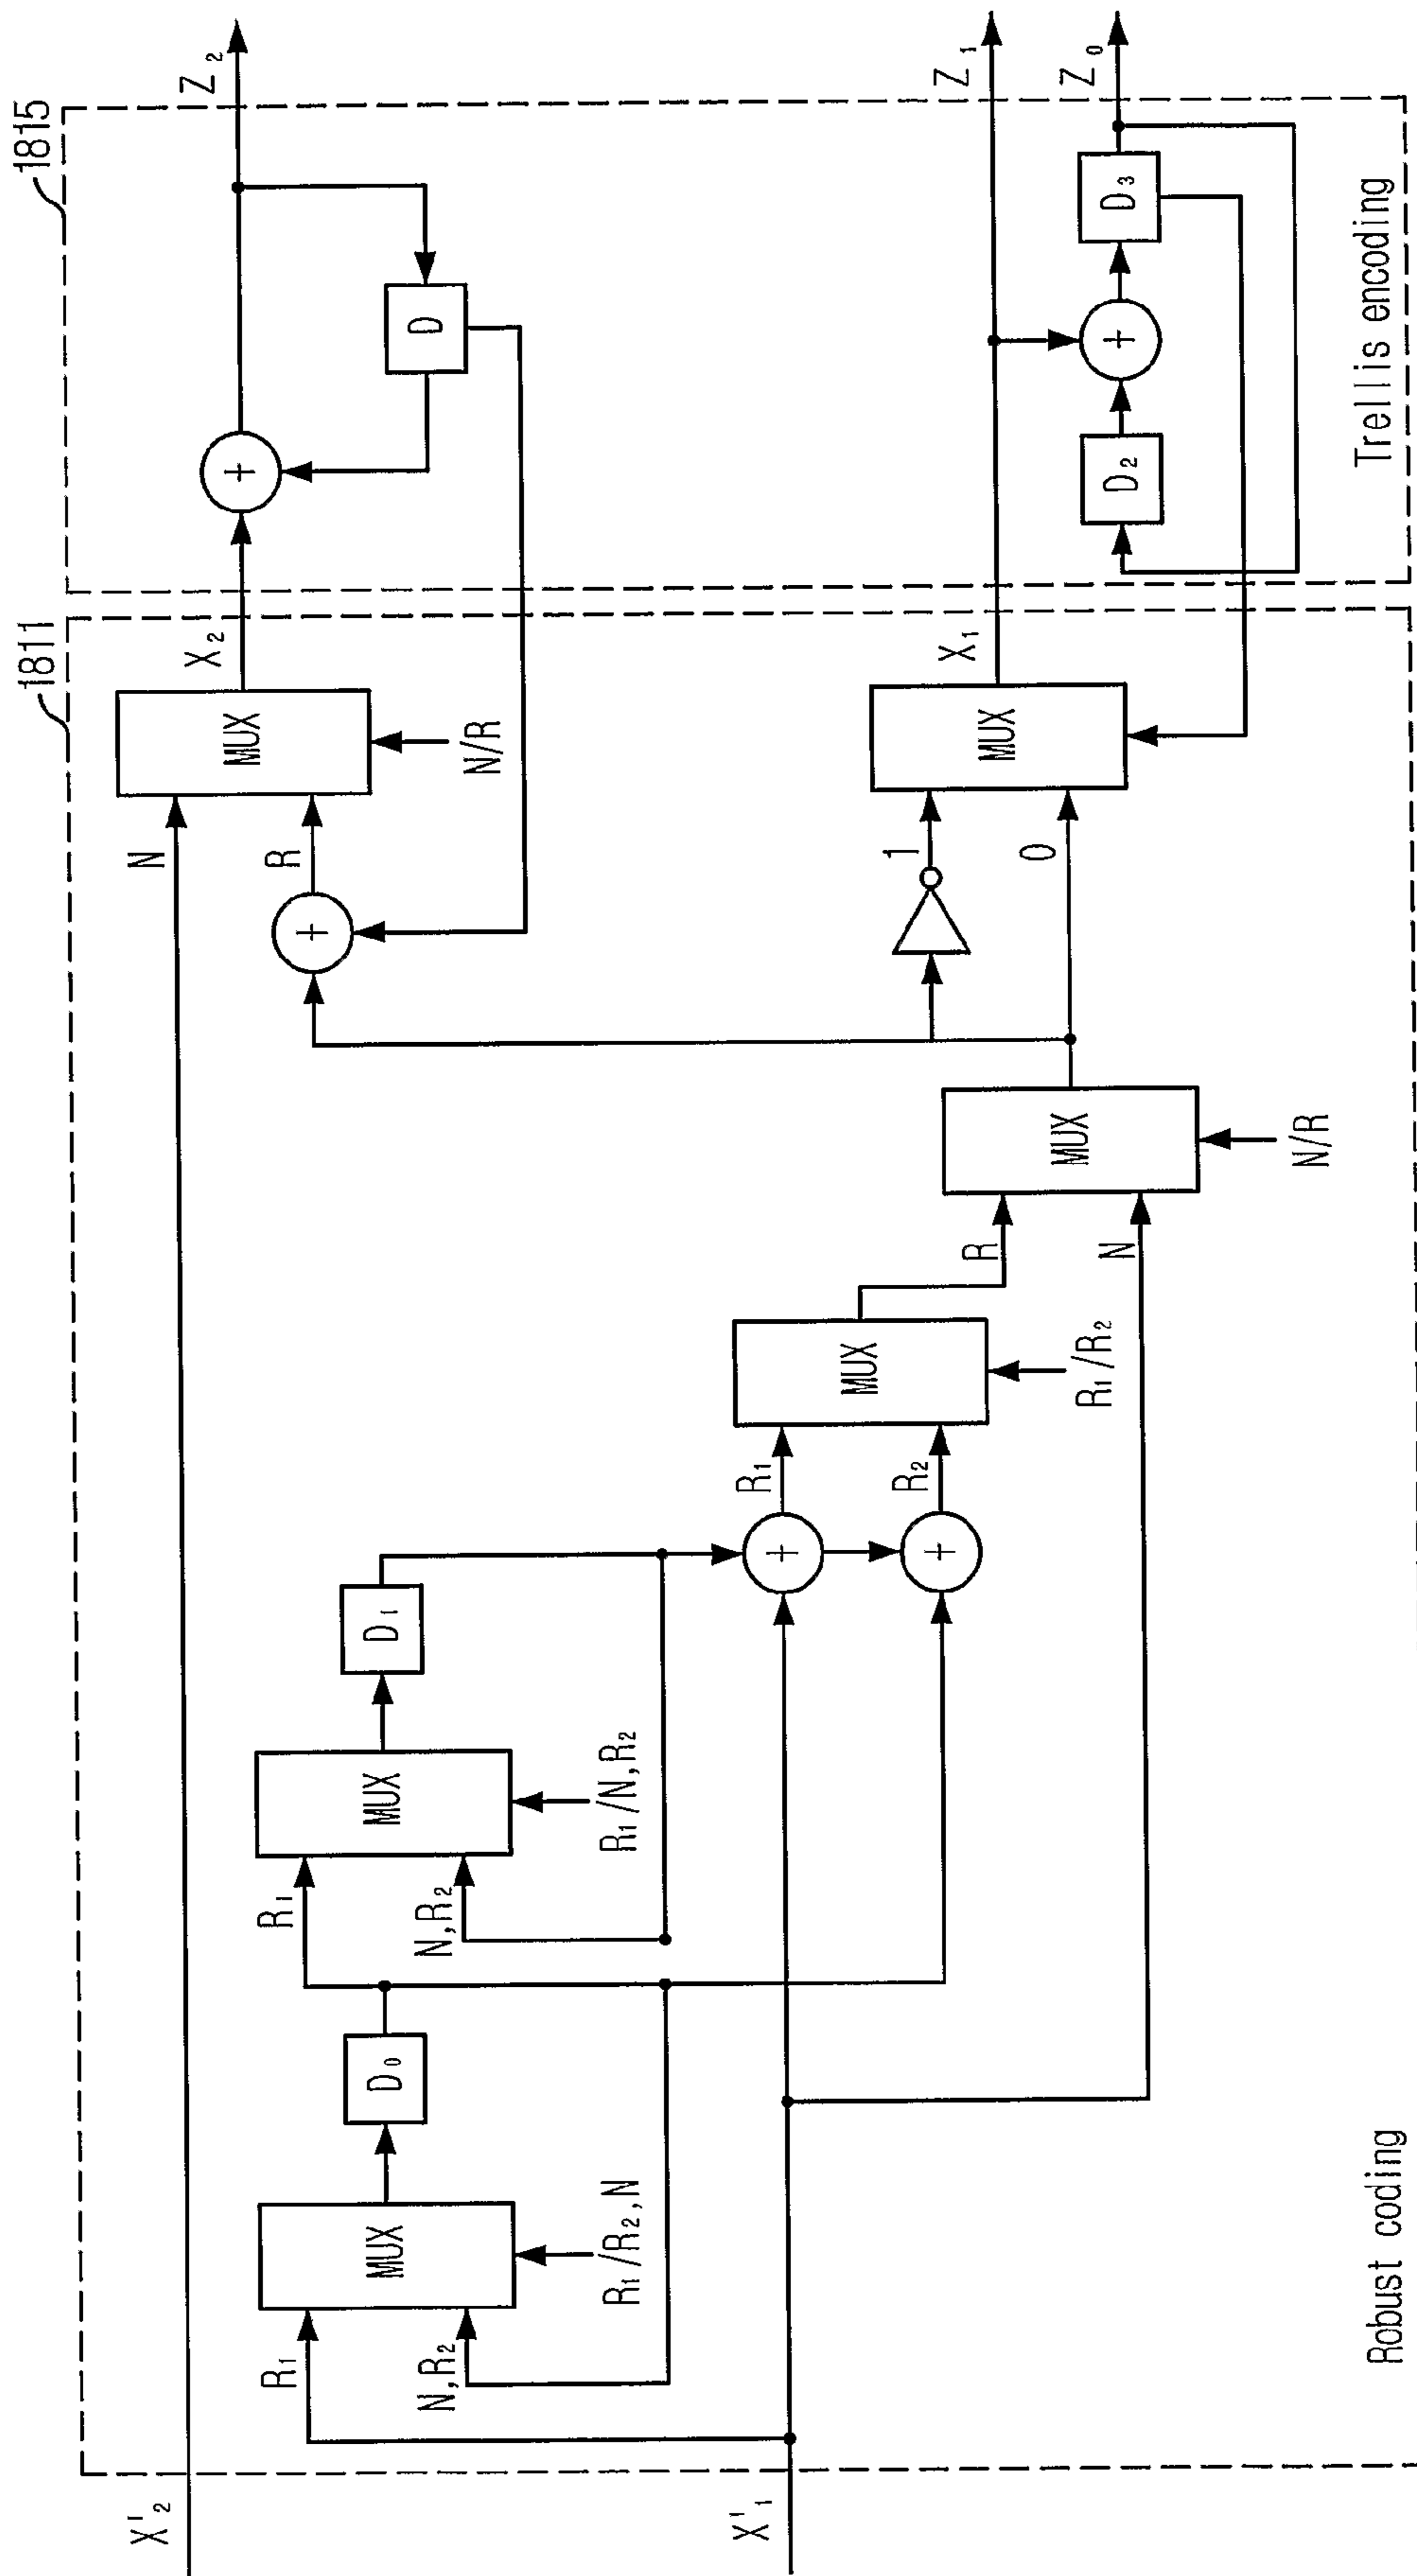 1811
1815
X'₂
N
R
MUX
N/R
X₂
+
+
D
Z₂
R₁
N,R₂
MUX
R₁/R₂,N
D₀
R₁
N,R₂
MUX
R₁/N,R₂
D₁
X'₁
+
+
R₁
R₂
MUX
R₁/R₂
R
N
MUX
N/R
1
0
MUX
X₁
Z₁
D₂
+
D₃
Z₀
Robust coding
Trellis encoding